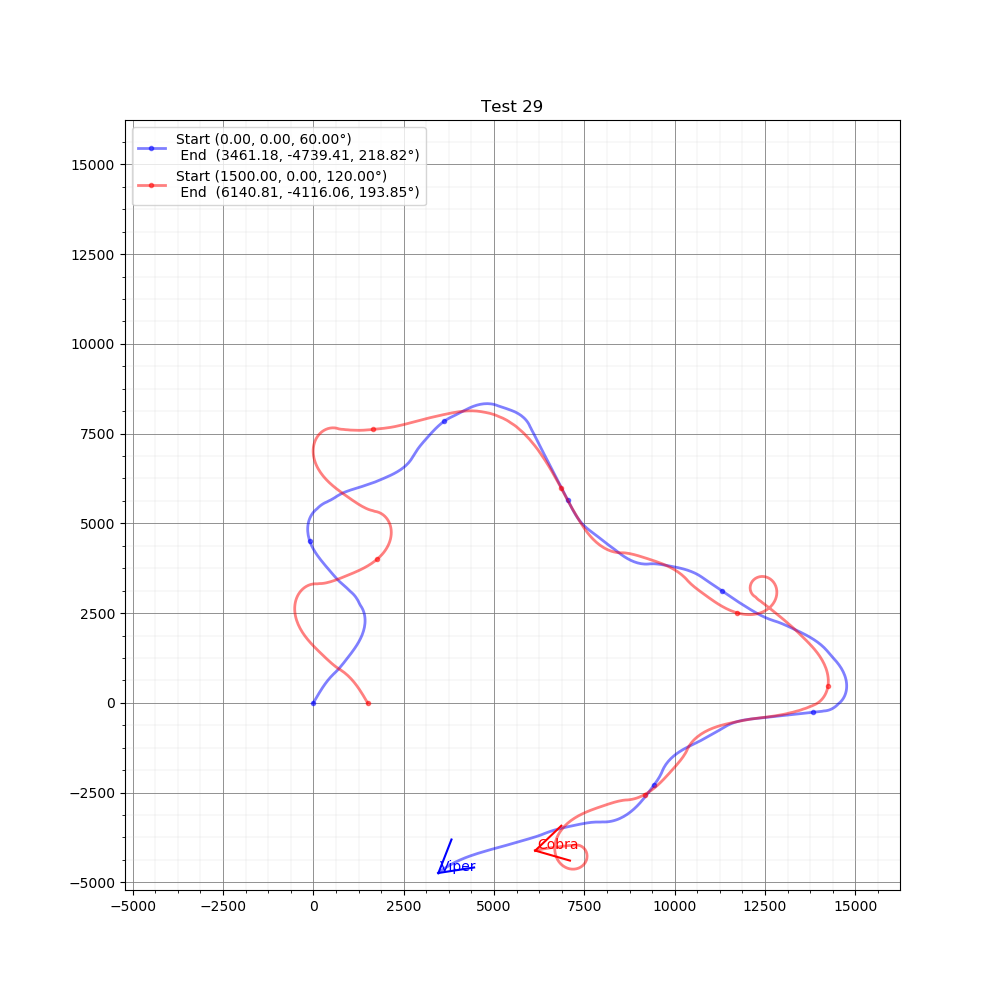 Test 29
Start (0.00, 0.00, 60.00°)
End  (3461.18, -4739.41, 218.82°)
Start (1500.00, 0.00, 120.00°)
End  (6140.81, -4116.06, 193.85°)
15000
12500
10000
7500
5000
2500
0
−2500
−5000
Cobra
Viper
−5000 −2500 0 2500 5000 7500 10000 12500 15000